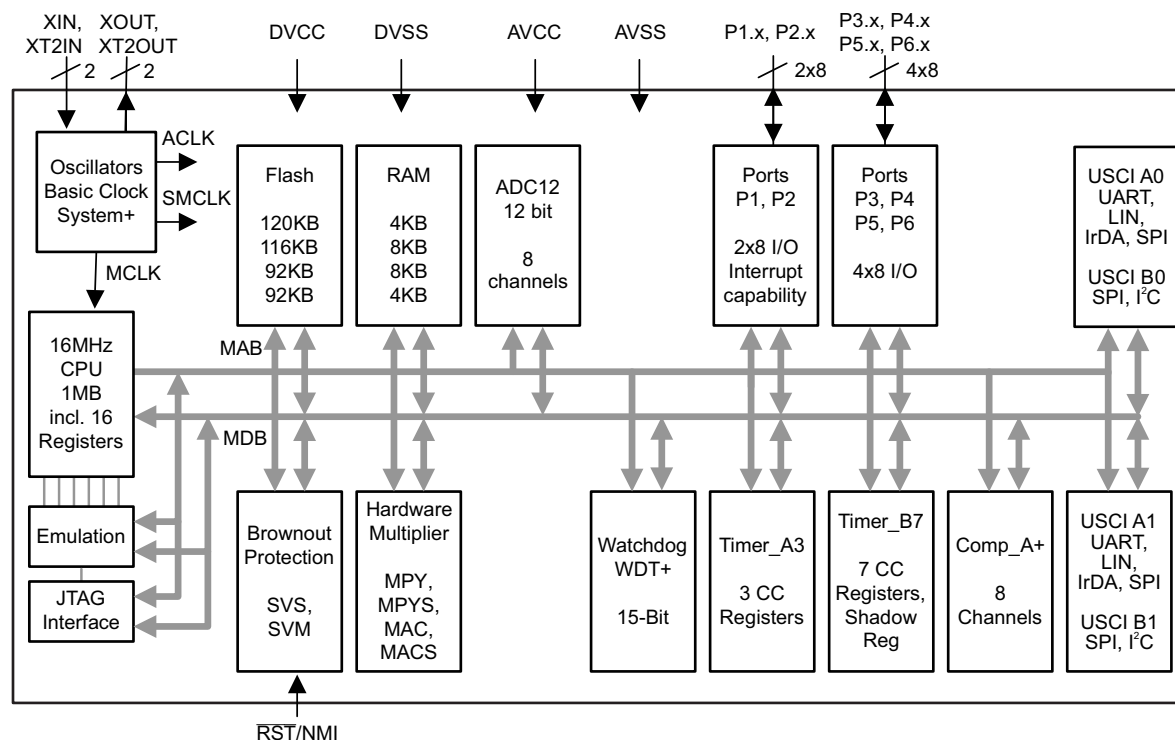 XIN,
XT2IN
XOUT,
XT2OUT
DVCC
DVSS
AVCC
AVSS
P1.x, P2.x
P3.x, P4.x
P5.x, P6.x
2
2
2x8
4x8
Oscillators
Basic Clock
System+
ACLK
SMCLK
MCLK
Flash
120KB
116KB
92KB
92KB
RAM
4KB
8KB
8KB
4KB
ADC12
12 bit
8
channels
Ports
P1, P2
2x8 I/O
Interrupt
capability
Ports
P3, P4
P5, P6
4x8 I/O
USCI A0
UART,
LIN,
IrDA, SPI
USCI B0
SPI, I²C
16MHz
CPU
1MB
incl. 16
Registers
MAB
MDB
Emulation
JTAG
Interface
Brownout
Protection
SVS,
SVM
Hardware
Multiplier
MPY,
MPYS,
MAC,
MACS
Watchdog
WDT+
15-Bit
Timer_A3
3 CC
Registers
Timer_B7
7 CC
Registers,
Shadow
Reg
Comp_A+
8
Channels
USCI A1
UART,
LIN,
IrDA, SPI
USCI B1
SPI, I²C
RST/NMI